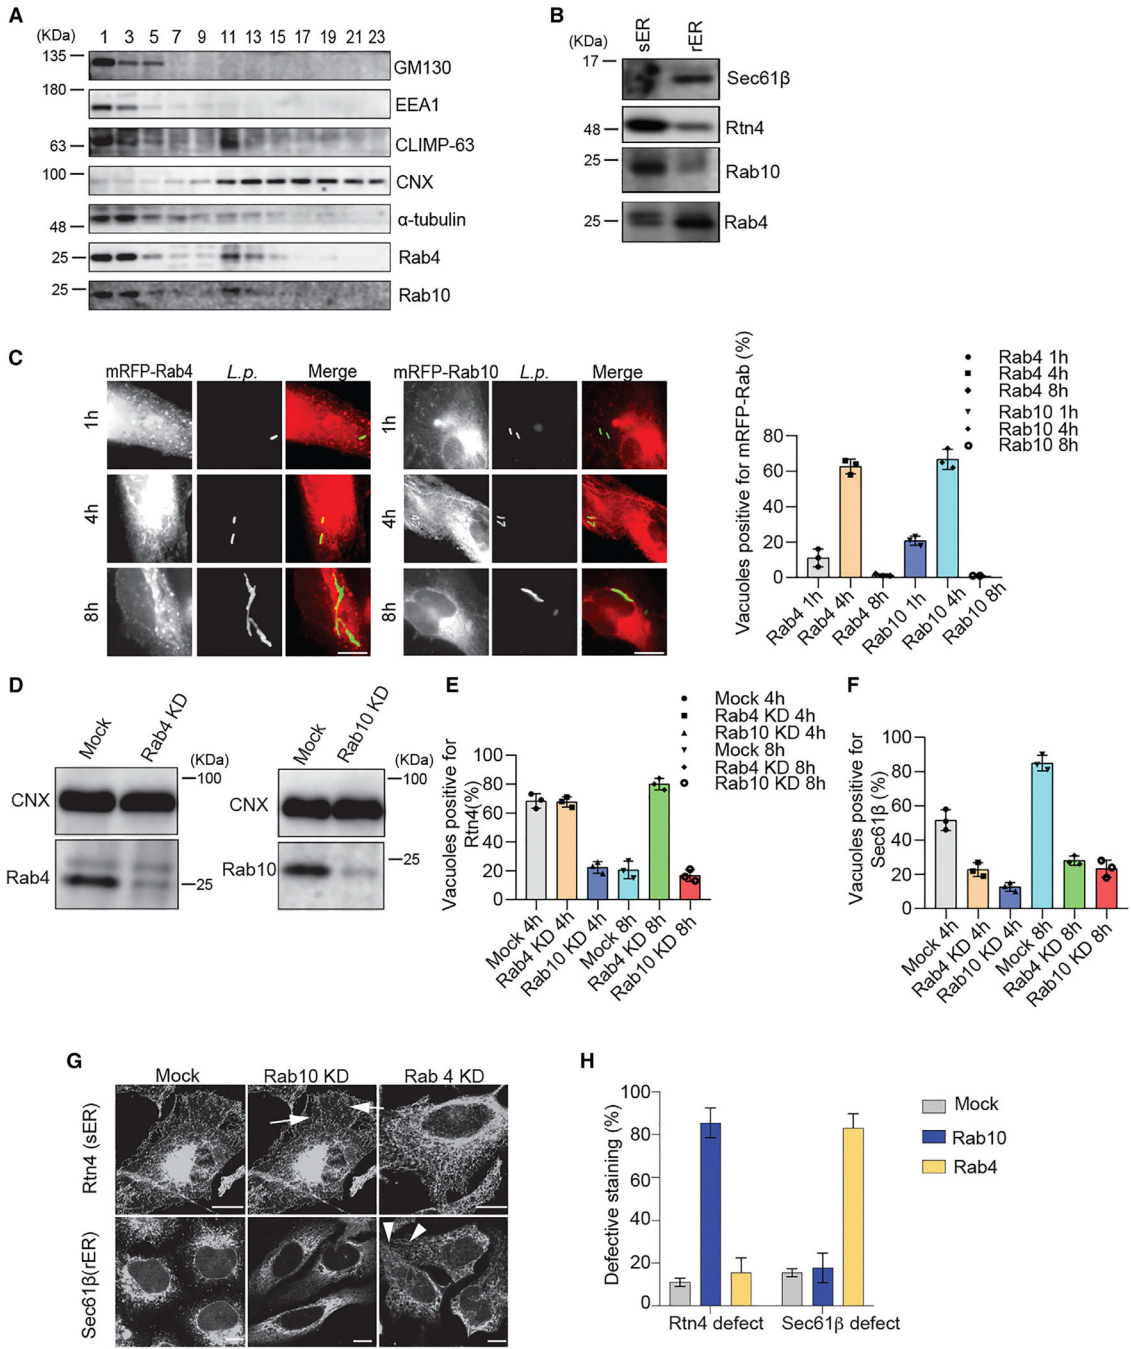 A
(KDa) 1 3 5 7 9 11 13 15 17 19 21 23
135 GM130
180 EEA1
63 CLIMP-63
100 CNX
48 α-tubulin
25 Rab4
25 Rab10
B
(KDa) sER rER
17 Sec61β
48 Rtn4
25 Rab10
25 Rab4
C
mRFP-Rab4 L.p. Merge mRFP-Rab10 L.p. Merge
1h 1h
4h 4h
8h 8h
Vacuoles positive for mRFP-Rab (%)
80
60
40
20
0
Rab4 1h Rab4 4h Rab4 8h Rab10 1h Rab10 4h Rab10 8h
Rab4 1h
Rab4 4h
Rab4 8h
Rab10 1h
Rab10 4h
Rab10 8h
D
Mock Rab4 KD (KDa)
100
CNX
Rab4
25
Mock Rab10 KD (KDa)
100
CNX
25
Rab10
E
Vacuoles positive for
Rtn4(%)
100
80
60
40
20
0
Mock 4h Rab4 KD 4h Rab10 KD 4h Mock 8h Rab4 KD 8h Rab10 KD 8h
Mock 4h
Rab4 KD 4h
Rab10 KD 4h
Mock 8h
Rab4 KD 8h
Rab10 KD 8h
F
Vacuoles positive for
Sec61β (%)
100
80
60
40
20
0
Mock 4h Rab4 KD 4h Rab10 KD 4h Mock 8h Rab4 KD 8h Rab10 KD 8h
G
Mock Rab10 KD Rab 4 KD
Rtn4 (sER)
Sec61β(rER)
H
Defective staining (%)
100
80
60
40
20
0
Rtn4 defect Sec61β defect
Mock
Rab10
Rab4